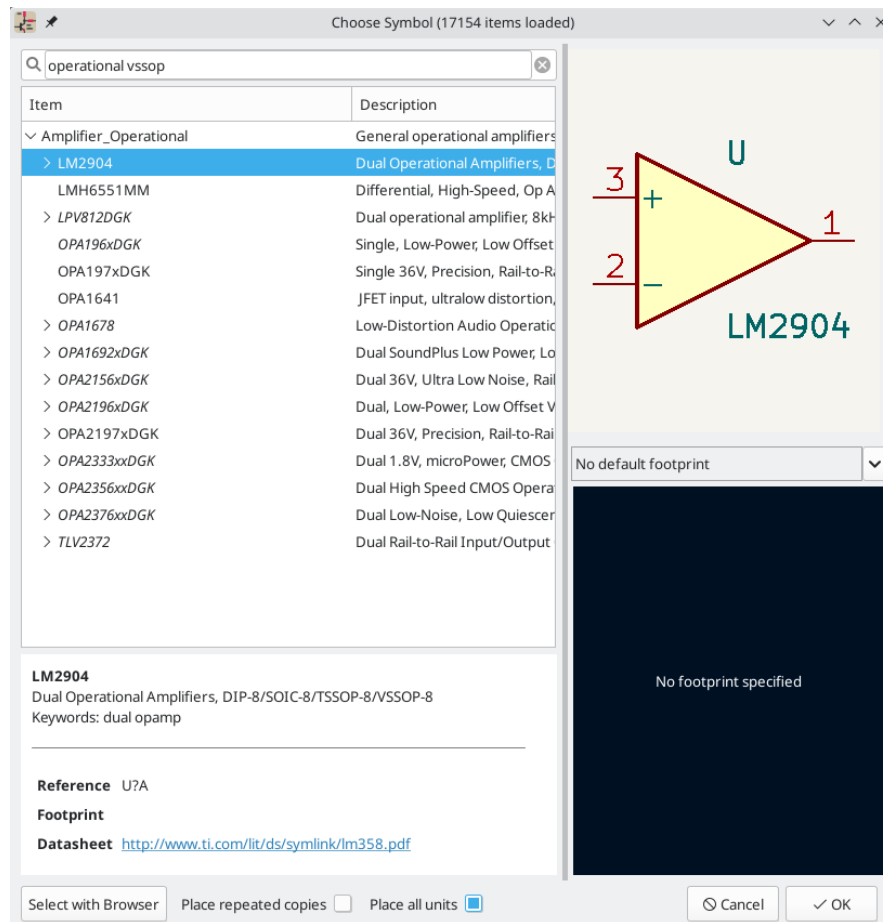 Choose Symbol (17154 items loaded)
operational vssop
Item Description
Amplifier_Operational General operational amplifiers
LM2904 Dual Operational Amplifiers, D
LMH6551MM Differential, High-Speed, Op A
LPV812DGK Dual operational amplifier, 8kH
OPA196xDGK Single, Low-Power, Low Offset
OPA197xDGK Single 36V, Precision, Rail-to-Ra
OPA1641 JFET input, ultralow distortion,
OPA1678 Low-Distortion Audio Operatio
OPA1692xDGK Dual SoundPlus Low Power, Lo
OPA2156xDGK Dual 36V, Ultra Low Noise, Rail
OPA2196xDGK Dual, Low-Power, Low Offset V
OPA2197xDGK Dual 36V, Precision, Rail-to-Rai
OPA2333xxDGK Dual 1.8V, microPower, CMOS
OPA2356xxDGK Dual High Speed CMOS Opera
OPA2376xxDGK Dual Low-Noise, Low Quiescen
TLV2372 Dual Rail-to-Rail Input/Output
LM2904
Dual Operational Amplifiers, DIP-8/SOIC-8/TSSOP-8/VSSOP-8
Keywords: dual opamp
Reference U?A
Footprint
Datasheet http://www.ti.com/lit/ds/symlink/lm358.pdf
U
3
+
1
2
−
LM2904
No default footprint
No footprint specified
Select with Browser Place repeated copies Place all units Cancel OK